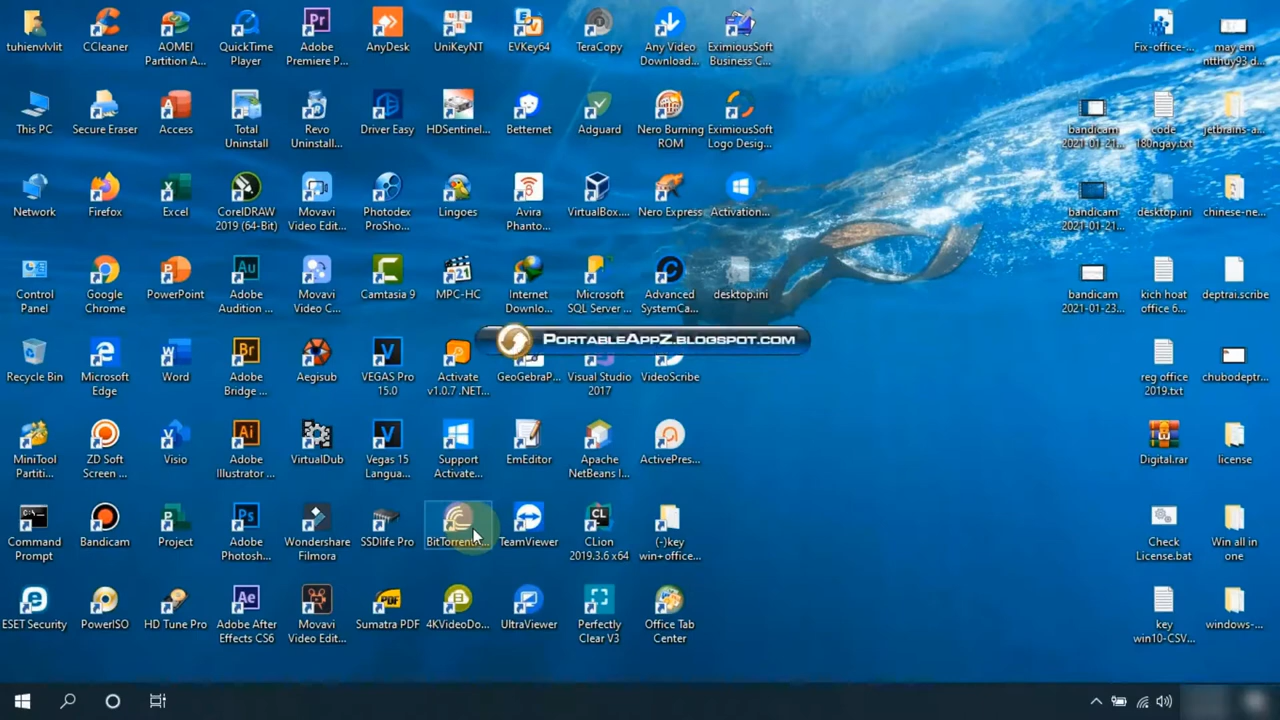 tuhienvlvlit
CCleaner
AOMEI
Partition A...
QuickTime
Player
Adobe
Premiere P...
AnyDesk
UniKeyNT
EVKey64
TeraCopy
Any Video
Download...
EximiousSoft
Business C...
Fix-office-...
may em
ntthuy93 d...
This PC
Secure Eraser
Access
Total
Uninstall
Revo
Uninstall...
Driver Easy
HDSentinel...
Betternet
Adguard
Nero Burning
ROM
EximiousSoft
Logo Desig...
bandicam
2021-01-21...
code
180ngay.txt
jetbrains-a...
Network
Firefox
Excel
CorelDRAW
2019 (64-Bit)
Movavi
Video Edit...
Photodex
ProSho...
Lingoes
Avira
Phanto...
VirtualBox....
Nero Express
Activation...
bandicam
2021-01-21...
desktop.ini
chinese-ne...
Control
Panel
Google
Chrome
PowerPoint
Adobe
Audition ...
Movavi
Video C...
Camtasia 9
MPC-HC
Internet
Downlo...
Microsoft
SQL Server ...
Advanced
SystemCa...
desktop.ini
bandicam
2021-01-23...
kich hoat
office 6...
deptrai.scribe
PortableAppZ.blogspot.com
Recycle Bin
Microsoft
Edge
Word
Adobe
Bridge ...
Aegisub
VEGAS Pro
15.0
Activate
v1.0.7 .NET...
GeoGebraP...
Visual Studio
2017
VideoScribe
reg office
2019.txt
chubodeptr...
MiniTool
Partiti...
ZD Soft
Screen ...
Visio
Adobe
Illustrator ...
VirtualDub
Vegas 15
Langua...
Support
Activate...
EmEditor
Apache
NetBeans I...
ActivePres...
Digital.rar
license
Command
Prompt
Bandicam
Project
Adobe
Photosh...
Wondershare
Filmora
SSDlife Pro
TeamViewer
CLion
2019.3.6 x64
(-)key
win+office...
Check
License.bat
Win all in
one
ESET Security
PowerISO
HD Tune Pro
Adobe After
Effects CS6
Movavi
Video Edit...
Sumatra PDF
4KVideoDo...
UltraViewer
Perfectly
Clear V3
Office Tab
Center
key
win10-CSV...
windows-...